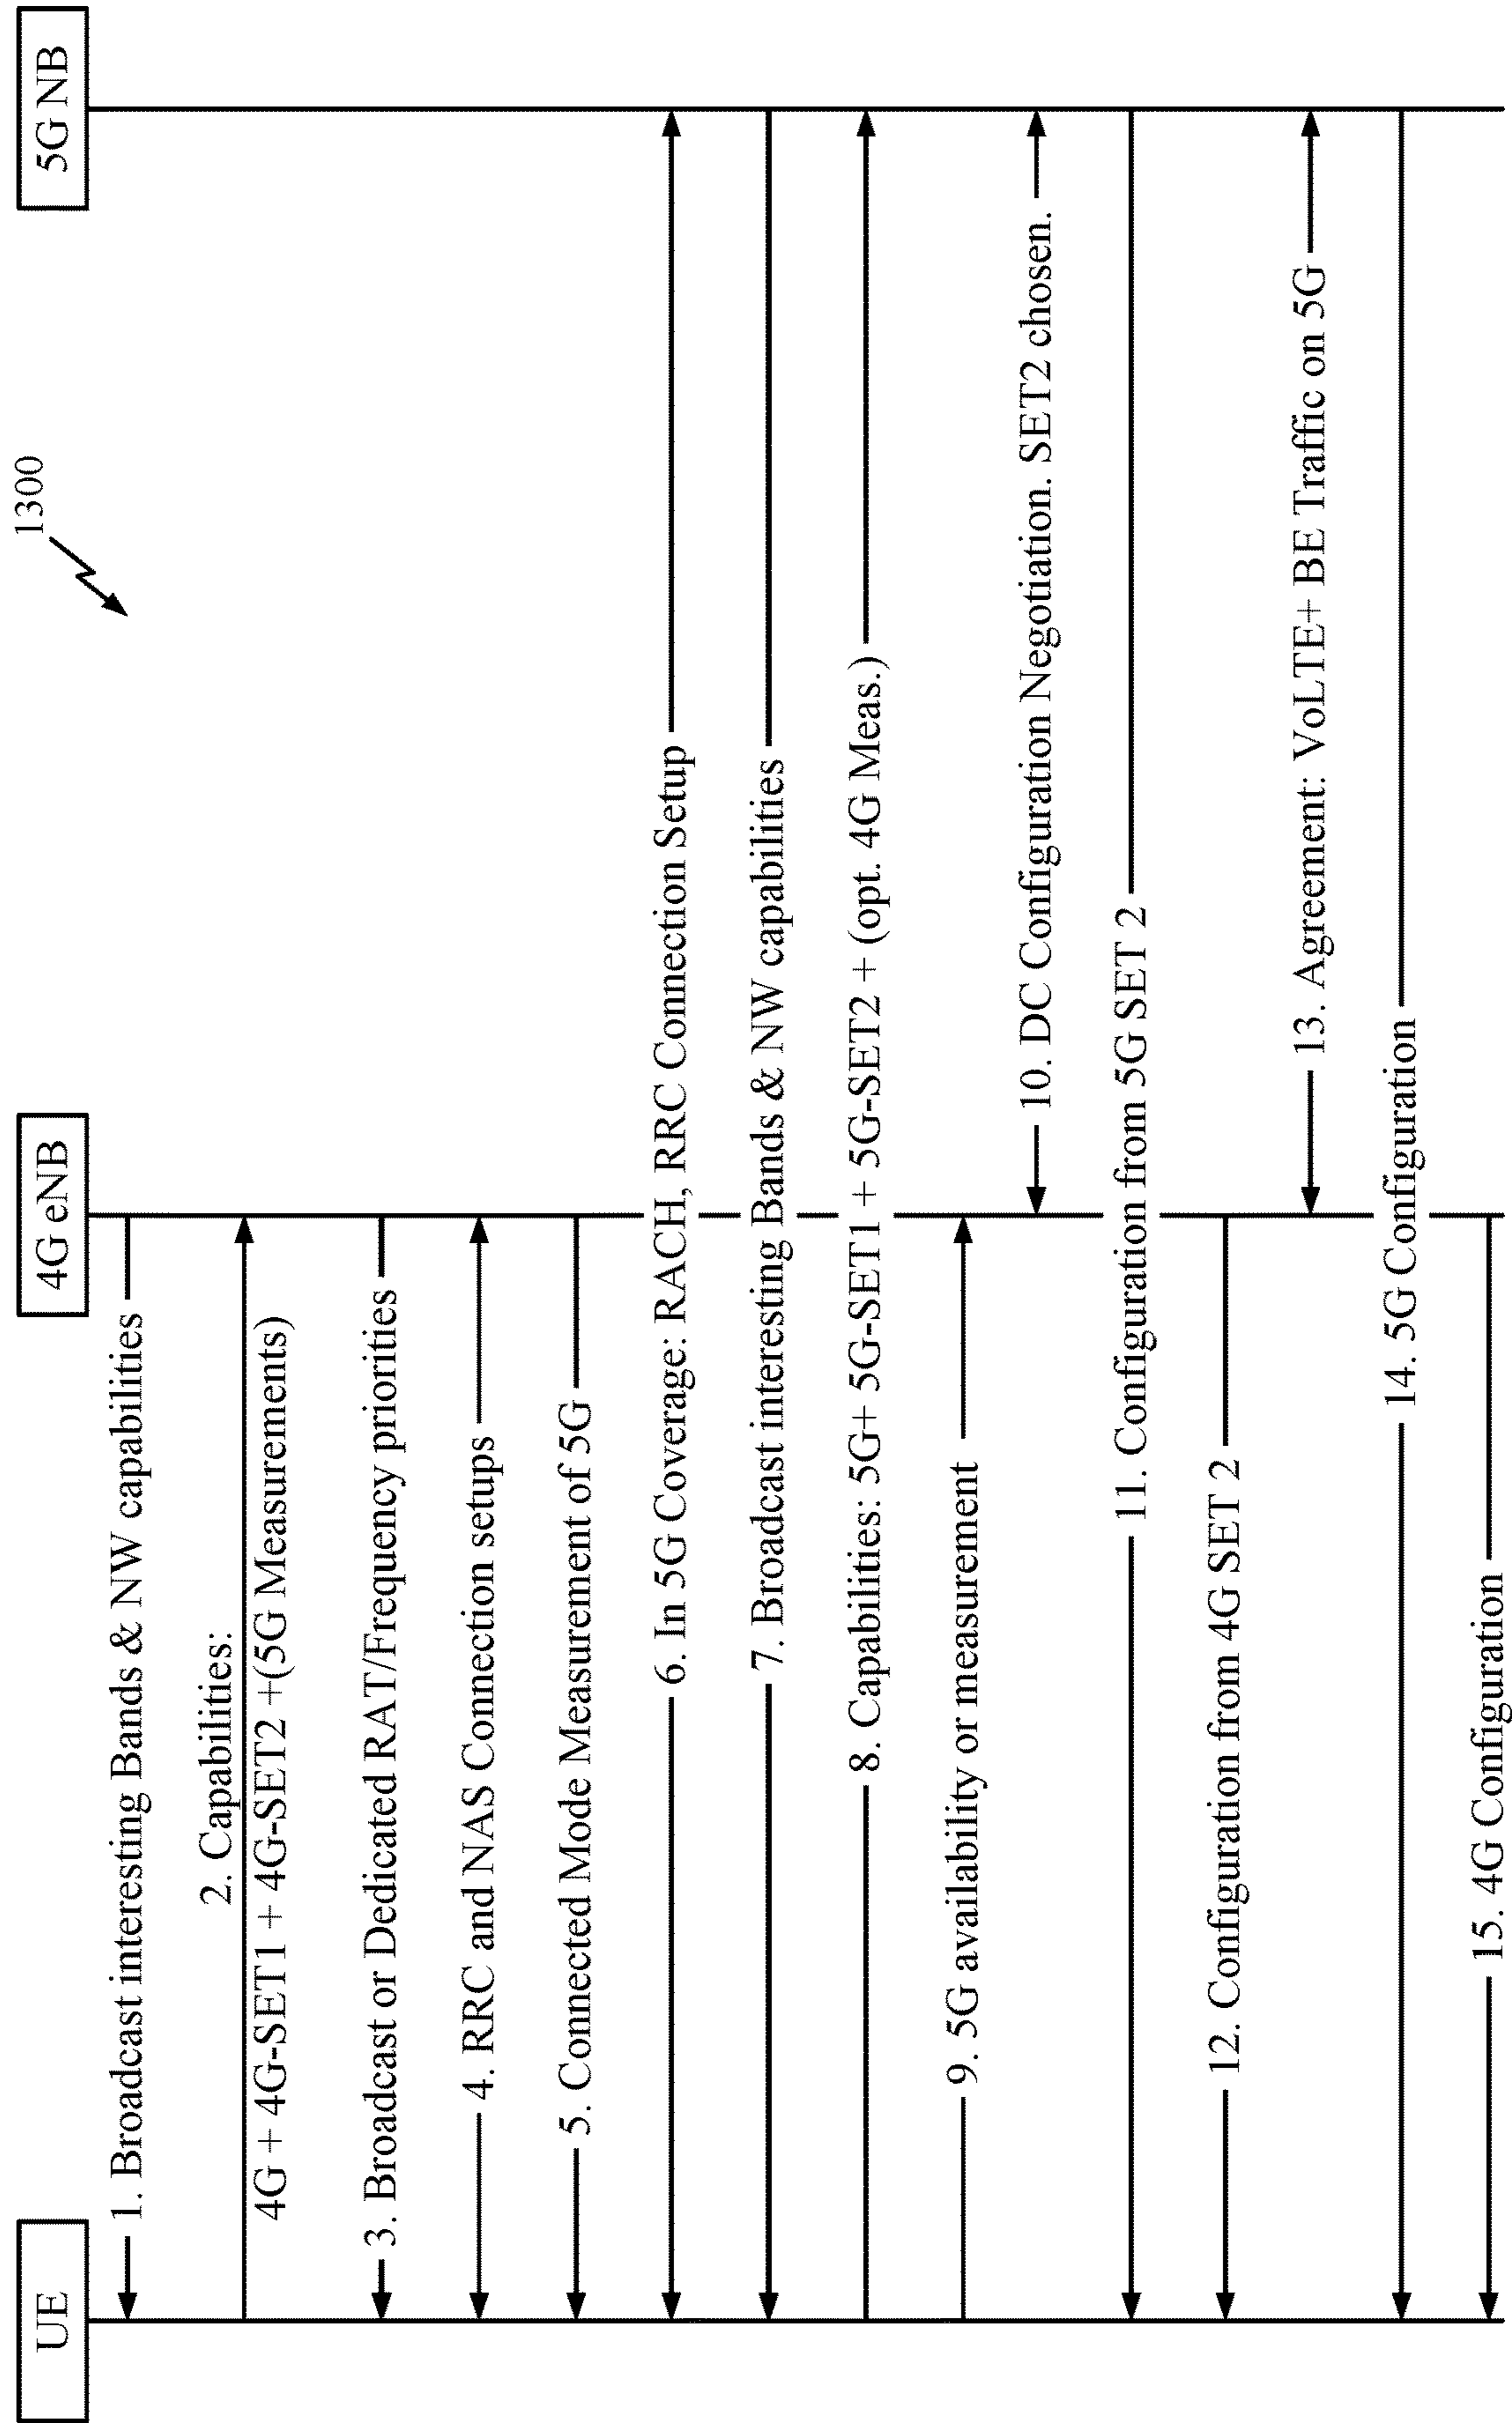 1300
UE
4G eNB
5G NB
1. Broadcast interesting Bands & NW capabilities
2. Capabilities:
4G + 4G-SET1 + 4G-SET2 +(5G Measurements)
3. Broadcast or Dedicated RAT/Frequency priorities
4. RRC and NAS Connection setups
5. Connected Mode Measurement of 5G
6. In 5G Coverage: RACH, RRC Connection Setup
7. Broadcast interesting Bands & NW capabilities
8. Capabilities: 5G+ 5G-SET1 + 5G-SET2 + (opt. 4G Meas.)
9. 5G availability or measurement
10. DC Configuration Negotiation. SET2 chosen.
11. Configuration from 5G SET 2
12. Configuration from 4G SET 2
13. Agreement: VoLTE+ BE Traffic on 5G
14. 5G Configuration
15. 4G Configuration